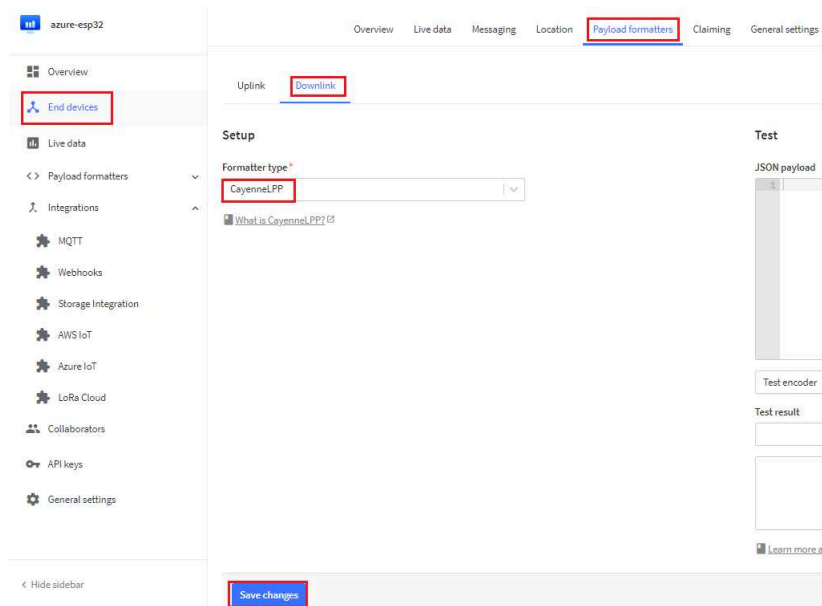 azure-esp32
Overview Live data Messaging Location Payload formatters Claiming General settings
Overview
End devices
Live data
Payload formatters
Integrations
MQTT
Webhooks
Storage Integration
AWS IoT
Azure IoT
LoRa Cloud
Collaborators
API keys
General settings
< Hide sidebar
Uplink Downlink
Setup
Formatter type*
CayenneLPP
What is CayenneLPP?
Save changes
Test
JSON payload
1
Test encoder
Test result
Learn more a